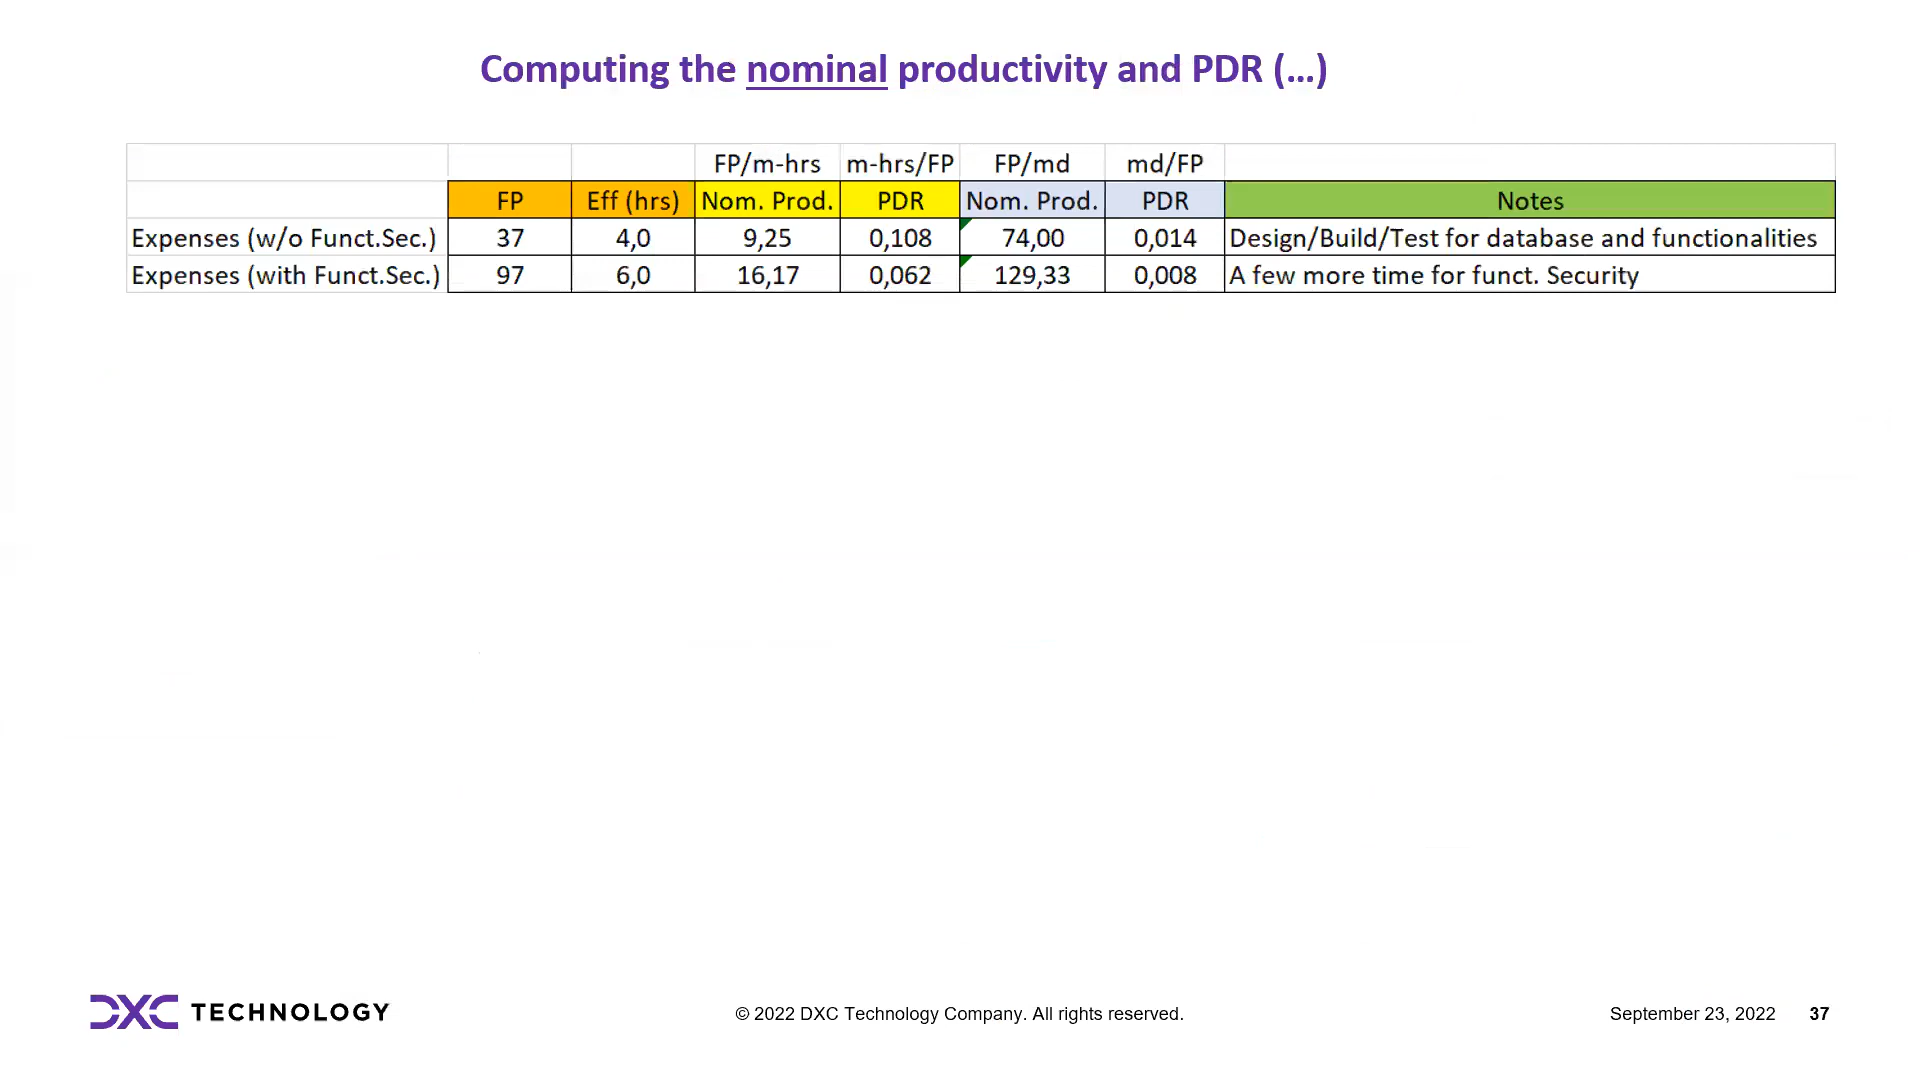 Computing the nominal productivity and PDR (...)
FP/m-hrs m-hrs/FP FP/md md/FP
FP Eff (hrs) Nom. Prod. PDR Nom. Prod. PDR Notes
Expenses (w/o Funct.Sec.) 37 4,0 9,25 0,108 74,00 0,014 Design/Build/Test for database and functionalities
Expenses (with Funct.Sec.) 97 6,0 16,17 0,062 129,33 0,008 A few more time for funct. Security
DXC TECHNOLOGY © 2022 DXC Technology Company. All rights reserved. September 23, 2022 37